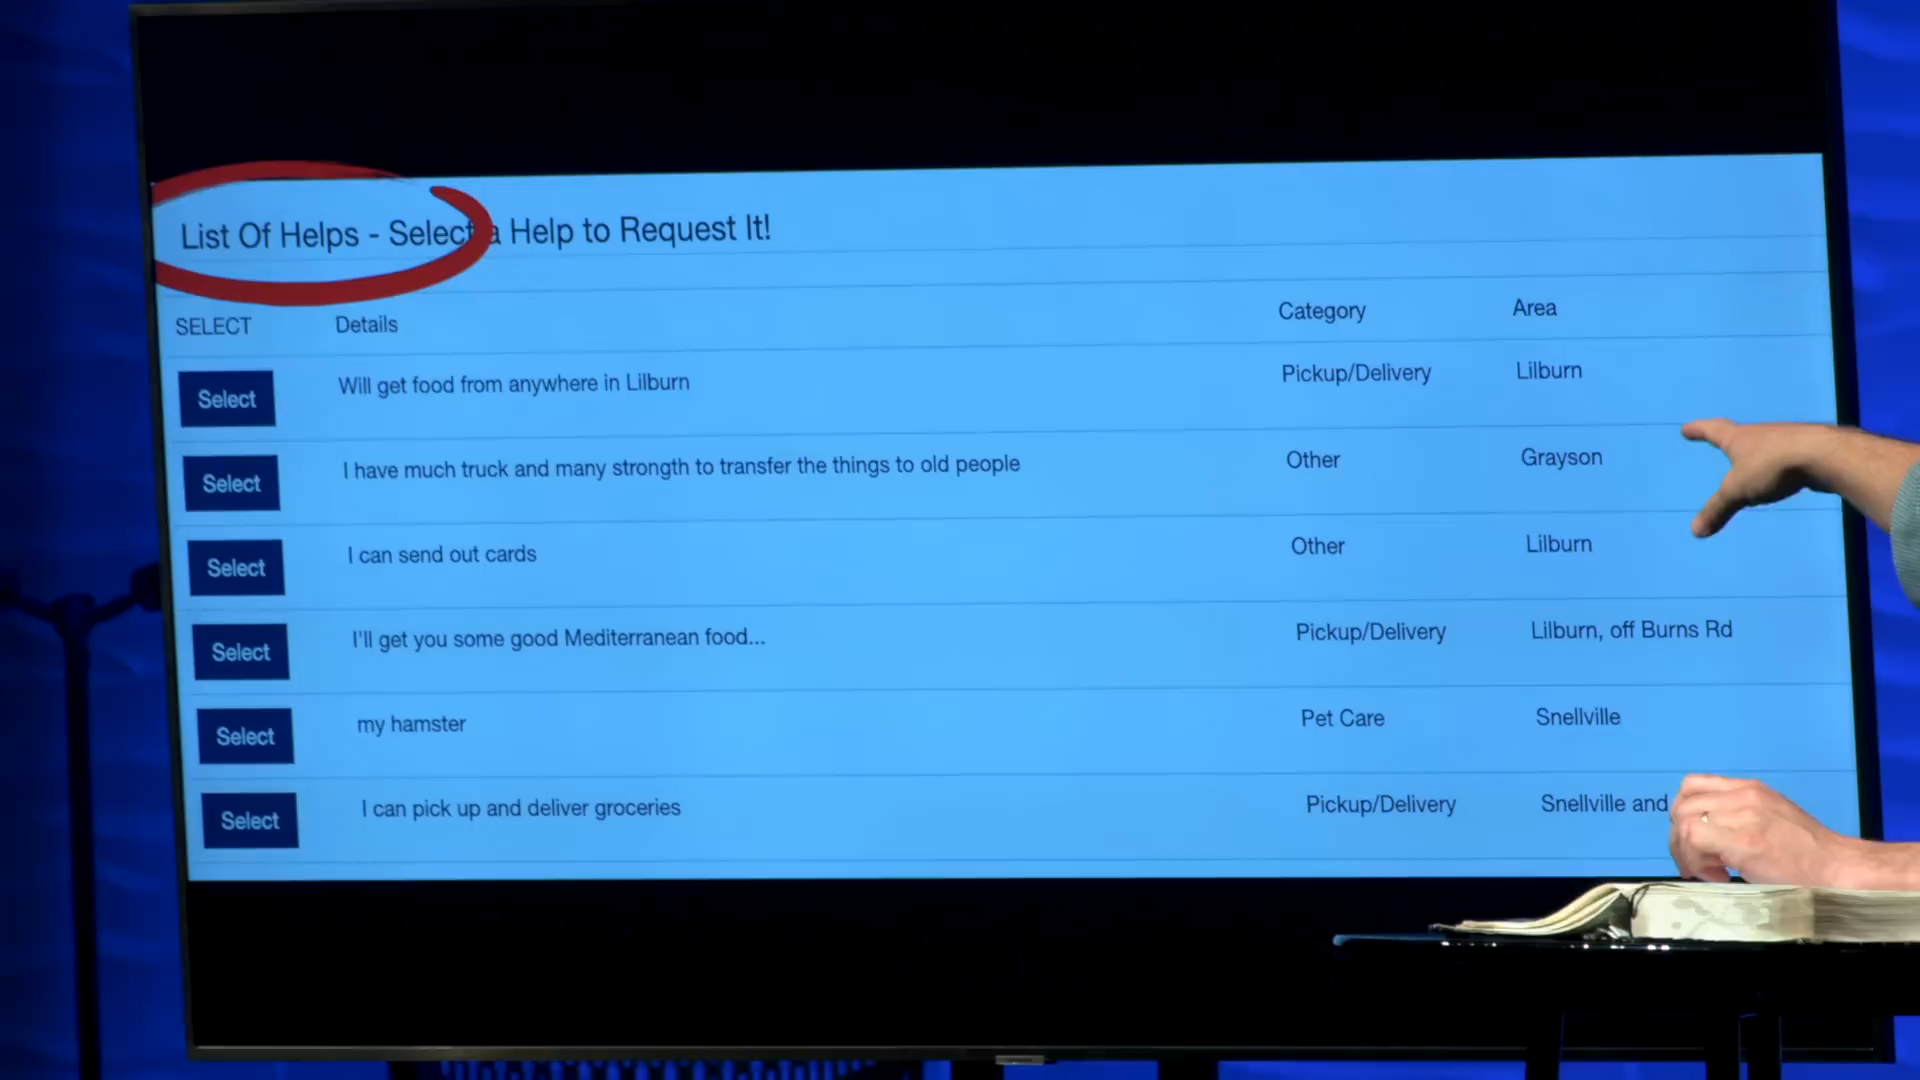 List Of Helps - Select a Help to Request It!
SELECT Details Category Area
Select Will get food from anywhere in Lilburn Pickup/Delivery Lilburn
Select I have much truck and many strength to transfer the things to old people Other Grayson
Select I can send out cards Other Lilburn
Select I'll get you some good Mediterranean food... Pickup/Delivery Lilburn, off Burns Rd
Select my hamster Pet Care Snellville
Select I can pick up and deliver groceries Pickup/Delivery Snellville and